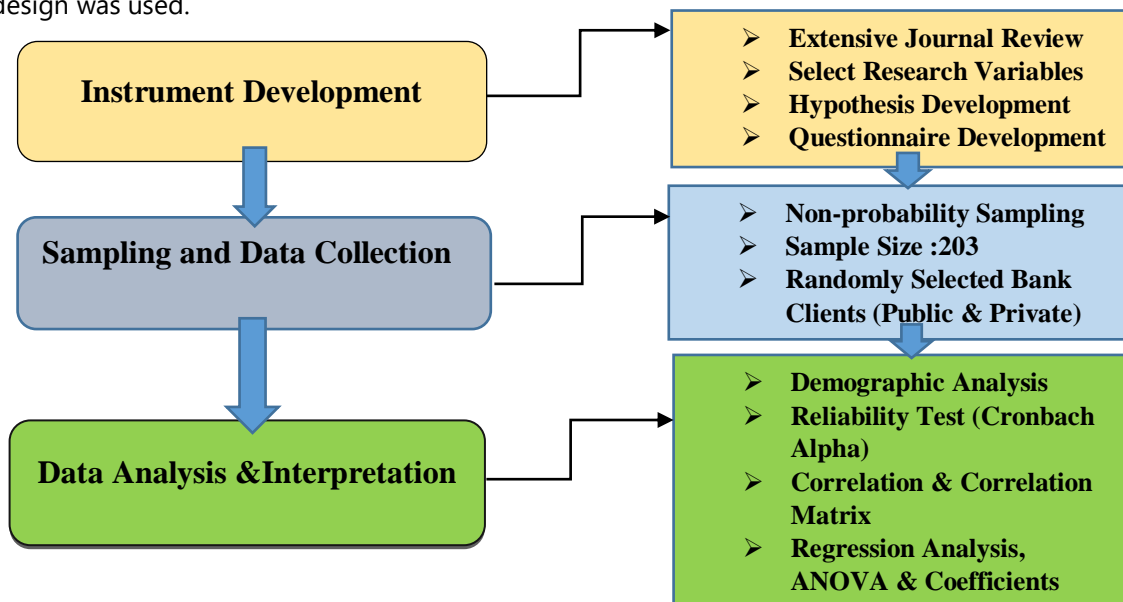 design was used.
Instrument Development
➢ Extensive Journal Review
➢ Select Research Variables
➢ Hypothesis Development
➢ Questionnaire Development
Sampling and Data Collection
➢ Non-probability Sampling
➢ Sample Size :203
➢ Randomly Selected Bank
Clients (Public & Private)
Data Analysis &Interpretation
➢ Demographic Analysis
➢ Reliability Test (Cronbach
Alpha)
➢ Correlation & Correlation
Matrix
➢ Regression Analysis,
ANOVA & Coefficients